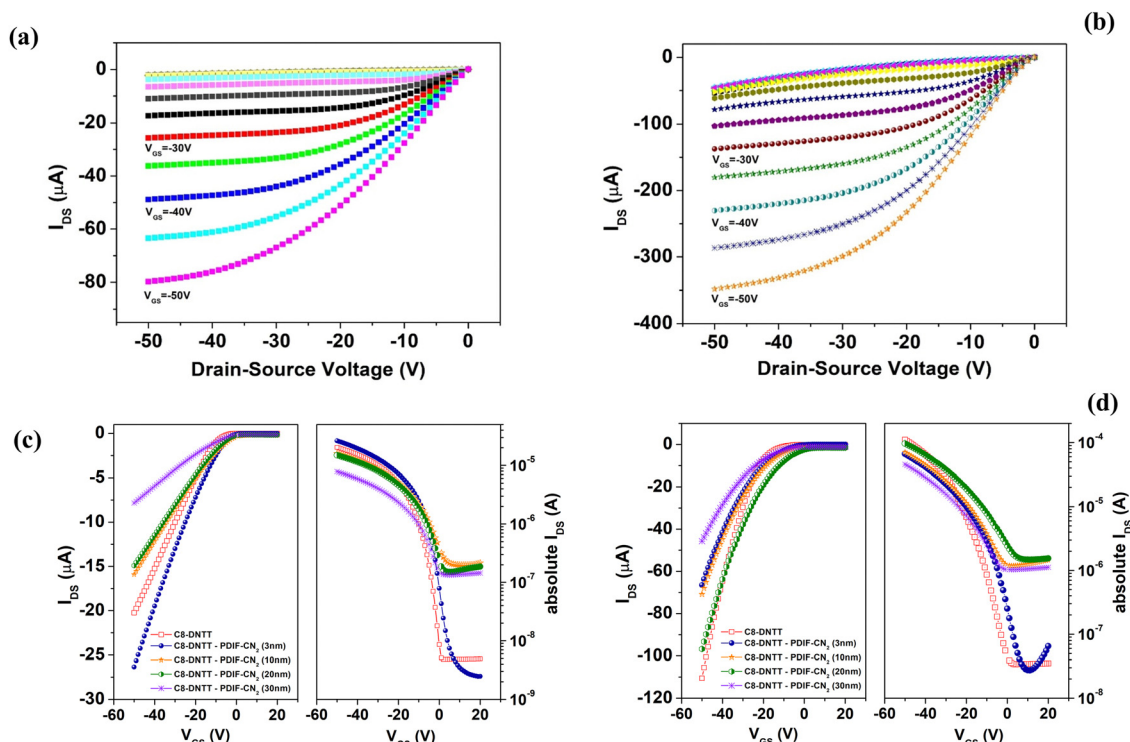 (a)
0
-20
-40
-60
-80
I_DS (μA)
V_GS=-30V
V_GS=-40V
V_GS=-50V
-50 -40 -30 -20 -10 0
Drain-Source Voltage (V)
(b)
0
-100
-200
-300
-400
I_DS (μA)
V_GS=-30V
V_GS=-40V
V_GS=-50V
-50 -40 -30 -20 -10 0
Drain-Source Voltage (V)
(c)
0
-5
-10
-15
-20
-25
-30
I_DS (μA)
C8-DNTT
C8-DNTT - PDIF-CN₂ (3nm)
C8-DNTT - PDIF-CN₂ (10nm)
C8-DNTT - PDIF-CN₂ (20nm)
C8-DNTT - PDIF-CN₂ (30nm)
-60 -40 -20 0 20
V_GS (V)
10⁻⁵
10⁻⁶
10⁻⁷
10⁻⁸
10⁻⁹
absolute I_DS (A)
-60 -40 -20 0 20
V_GS (V)
(d)
0
-20
-40
-60
-80
-100
-120
I_DS (μA)
C8-DNTT
C8-DNTT - PDIF-CN₂ (3nm)
C8-DNTT - PDIF-CN₂ (10nm)
C8-DNTT - PDIF-CN₂ (20nm)
C8-DNTT - PDIF-CN₂ (30nm)
-60 -40 -20 0 20
V_GS (V)
10⁻⁴
10⁻⁵
10⁻⁶
10⁻⁷
10⁻⁸
absolute I_DS (A)
-60 -40 -20 0 20
V_GS (V)